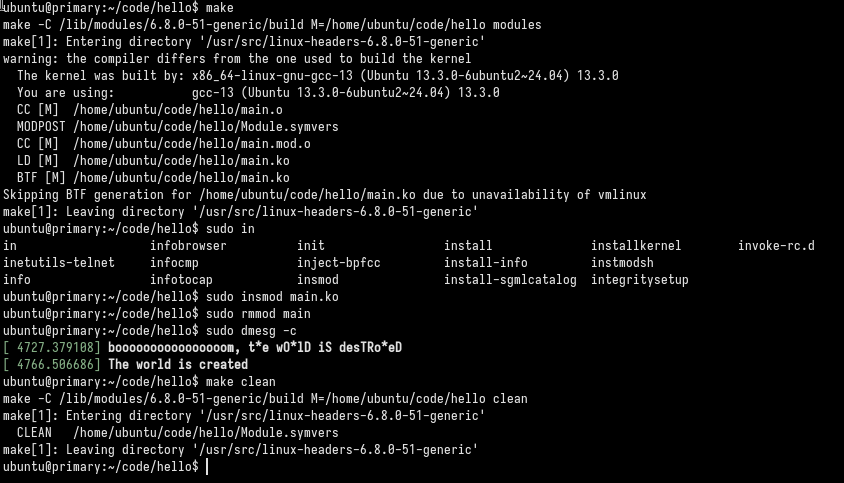 ubuntu@primary:~/code/hello$ make
make -C /lib/modules/6.8.0-51-generic/build M=/home/ubuntu/code/hello modules
make[1]: Entering directory '/usr/src/linux-headers-6.8.0-51-generic'
warning: the compiler differs from the one used to build the kernel
  The kernel was built by: x86_64-linux-gnu-gcc-13 (Ubuntu 13.3.0-6ubuntu2~24.04) 13.3.0
  You are using:           gcc-13 (Ubuntu 13.3.0-6ubuntu2~24.04) 13.3.0
  CC [M]  /home/ubuntu/code/hello/main.o
  MODPOST /home/ubuntu/code/hello/Module.symvers
  CC [M]  /home/ubuntu/code/hello/main.mod.o
  LD [M]  /home/ubuntu/code/hello/main.ko
  BTF [M] /home/ubuntu/code/hello/main.ko
Skipping BTF generation for /home/ubuntu/code/hello/main.ko due to unavailability of vmlinux
make[1]: Leaving directory '/usr/src/linux-headers-6.8.0-51-generic'
ubuntu@primary:~/code/hello$ sudo in
in                 infobrowser        init               install            installkernel      invoke-rc.d
inetutils-telnet   infocmp            inject-bpfcc       install-info       instmodsh
info               infotocap          insmod             install-sgmlcatalog integritysetup
ubuntu@primary:~/code/hello$ sudo insmod main.ko
ubuntu@primary:~/code/hello$ sudo rmmod main
ubuntu@primary:~/code/hello$ sudo dmesg -c
[ 4727.379108] booooooooooooooom, t*e wO*lD iS desTRo*eD
[ 4766.506686] The world is created
ubuntu@primary:~/code/hello$ make clean
make -C /lib/modules/6.8.0-51-generic/build M=/home/ubuntu/code/hello clean
make[1]: Entering directory '/usr/src/linux-headers-6.8.0-51-generic'
  CLEAN   /home/ubuntu/code/hello/Module.symvers
make[1]: Leaving directory '/usr/src/linux-headers-6.8.0-51-generic'
ubuntu@primary:~/code/hello$